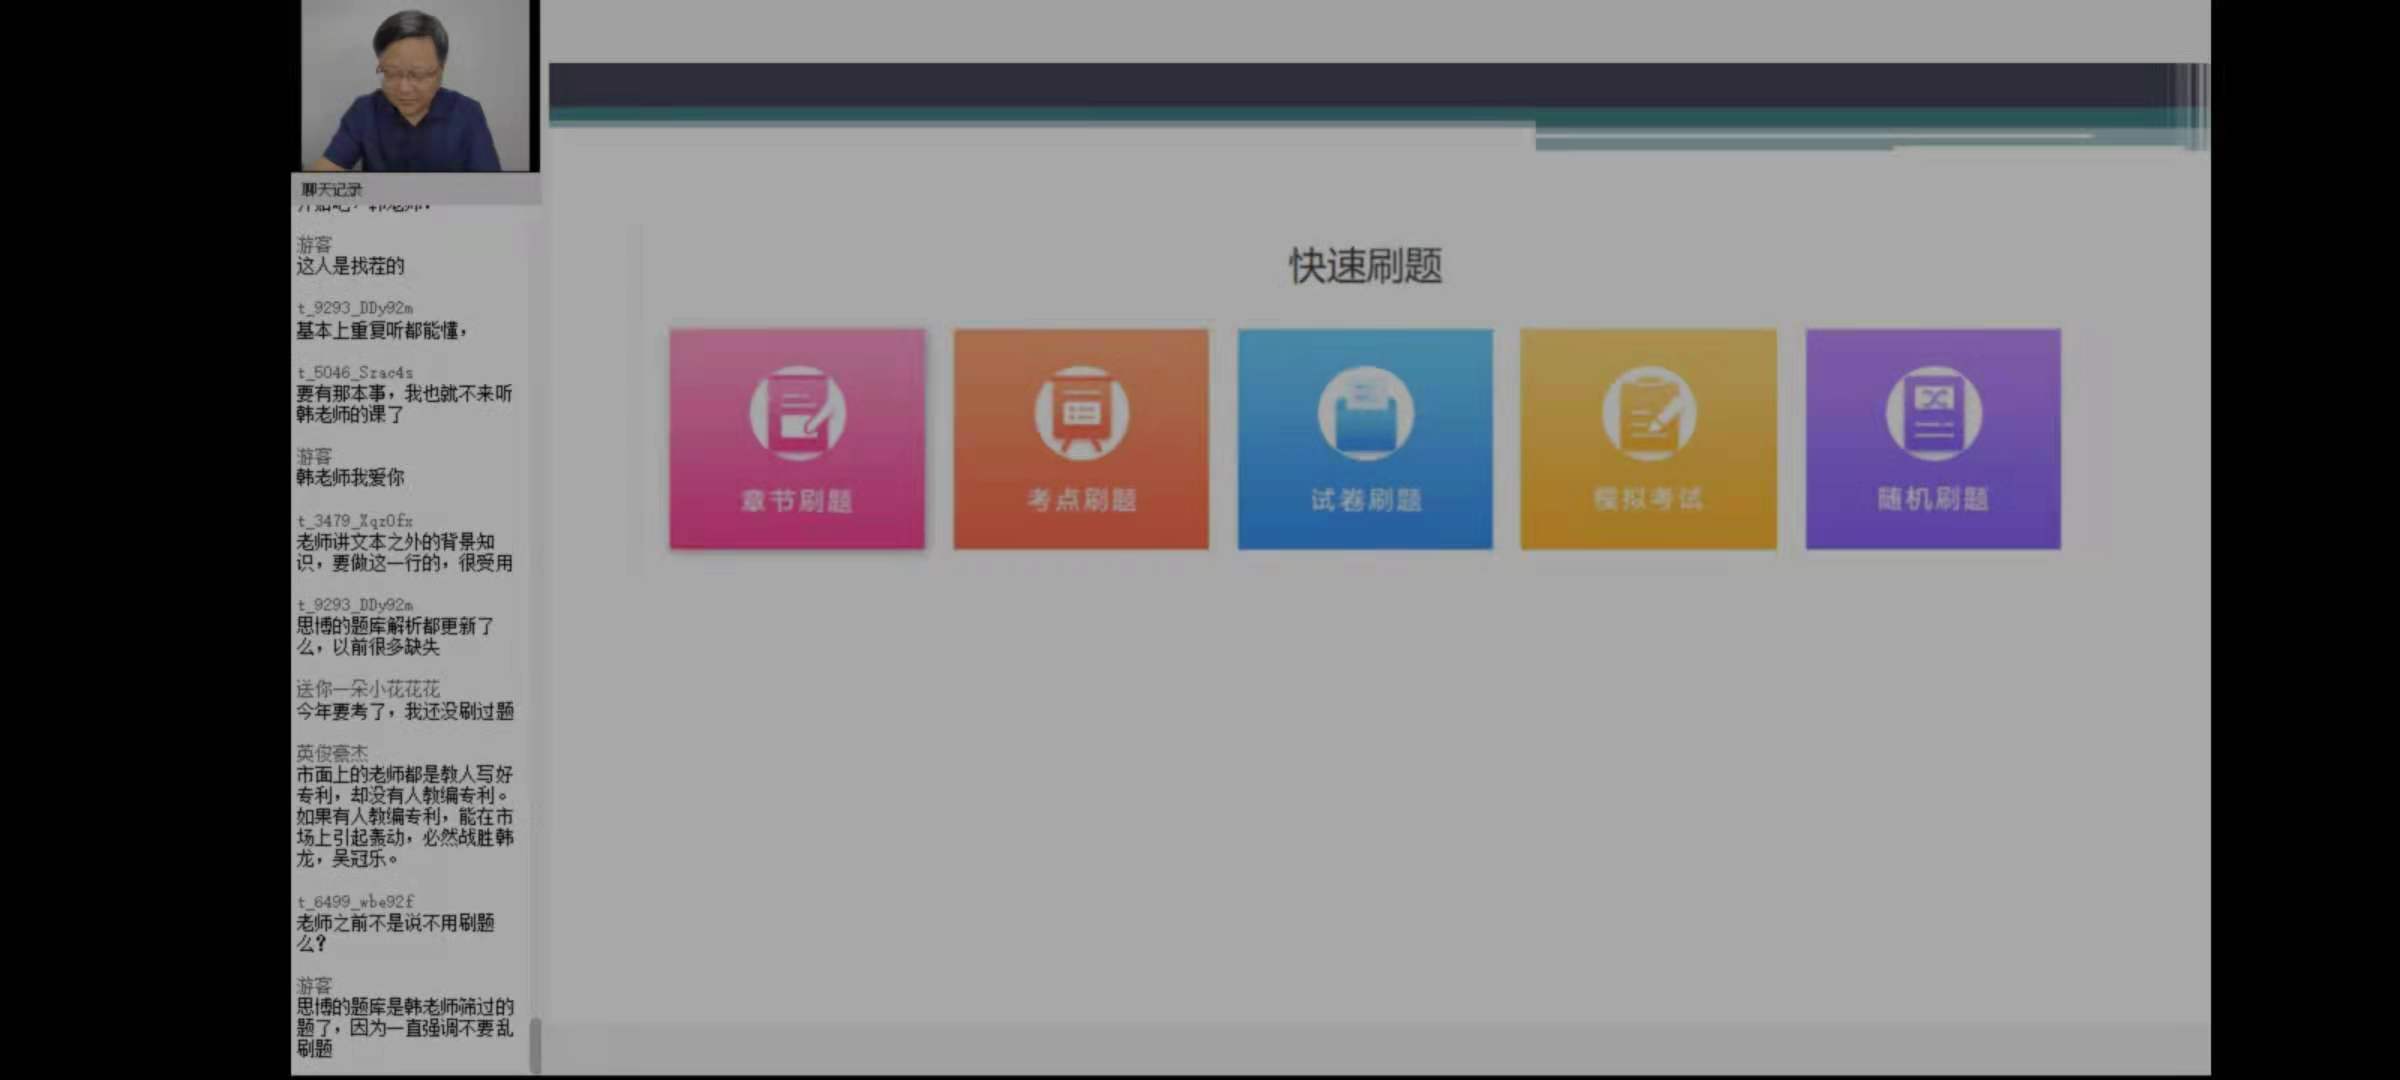 聊天记录
开始吧，韩老师！
游客
这人是找茬的
t_9293_DDy92m
基本上重复听都能懂，
t_5046_Szac4s
要有那本事，我也就不来听
韩老师的课了
游客
韩老师我爱你
t_3479_XqzOfx
老师讲文本之外的背景知
识，要做这一行的，很受用
t_9293_DDy92m
思博的题库解析都更新了
么，以前很多缺失
送你一朵小花花花
今年要考了，我还没刷过题
英俊豪杰
市面上的老师都是教人写好
专利，却没有人教编专利。
如果有人教编专利，能在市
场上引起轰动，必然战胜韩
龙，吴冠乐。
t_6499_wbe92f
老师之前不是说不用刷题
么？
游客
思博的题库是韩老师筛过的
题了，因为一直强调不要乱
刷题
快速刷题
章节刷题
考点刷题
试卷刷题
模拟考试
随机刷题